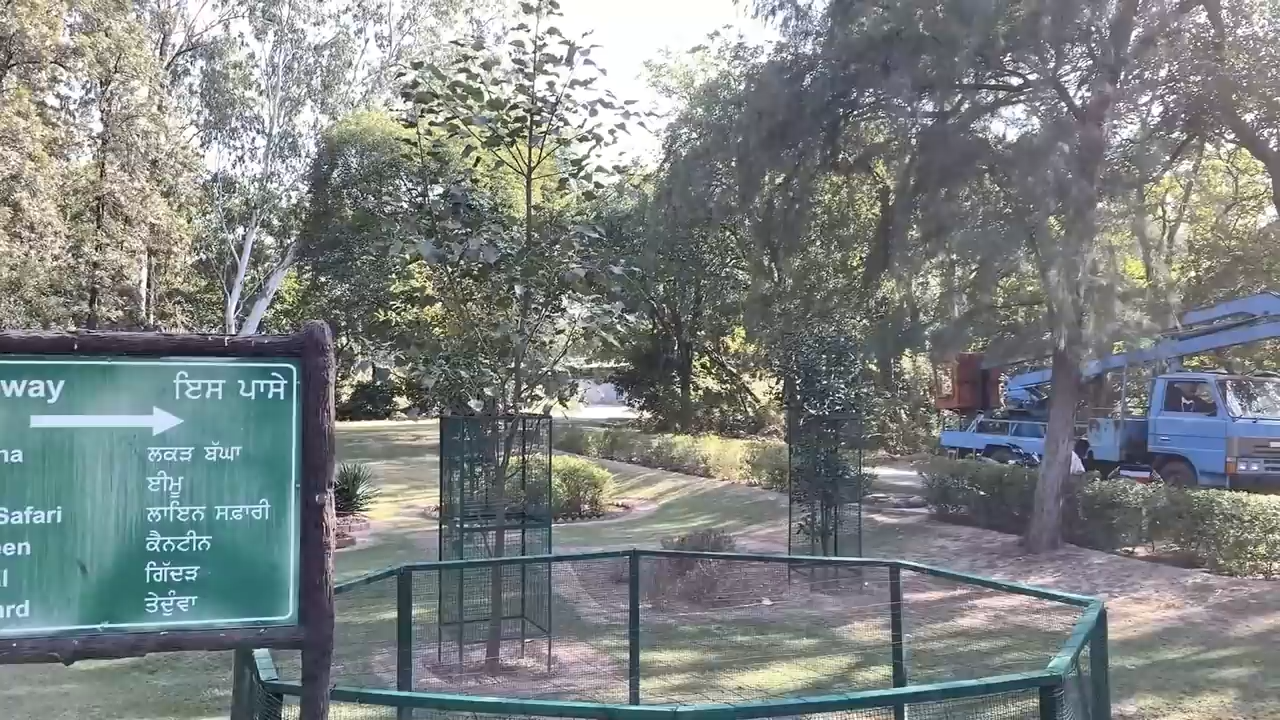 way ਇਸ ਪਾਸੇ
na ਲਕੜ ਬੱਘਾ
ਈਮੂ
Safari ਲਾਇਨ ਸਫ਼ਾਰੀ
een ਕੈਨਟੀਨ
l ਗਿੱਦੜ
ard ਤੇਦੁੰਵਾ